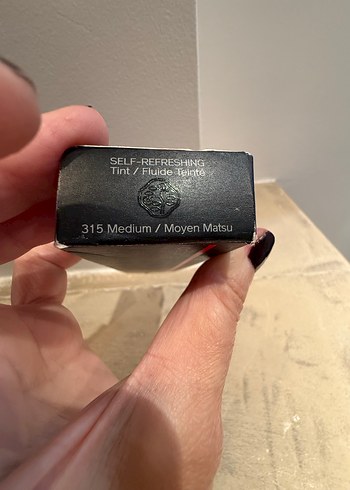 SELF-REFRESHING
Tint / Fluide Teinté
315 Medium / Moyen Matsu